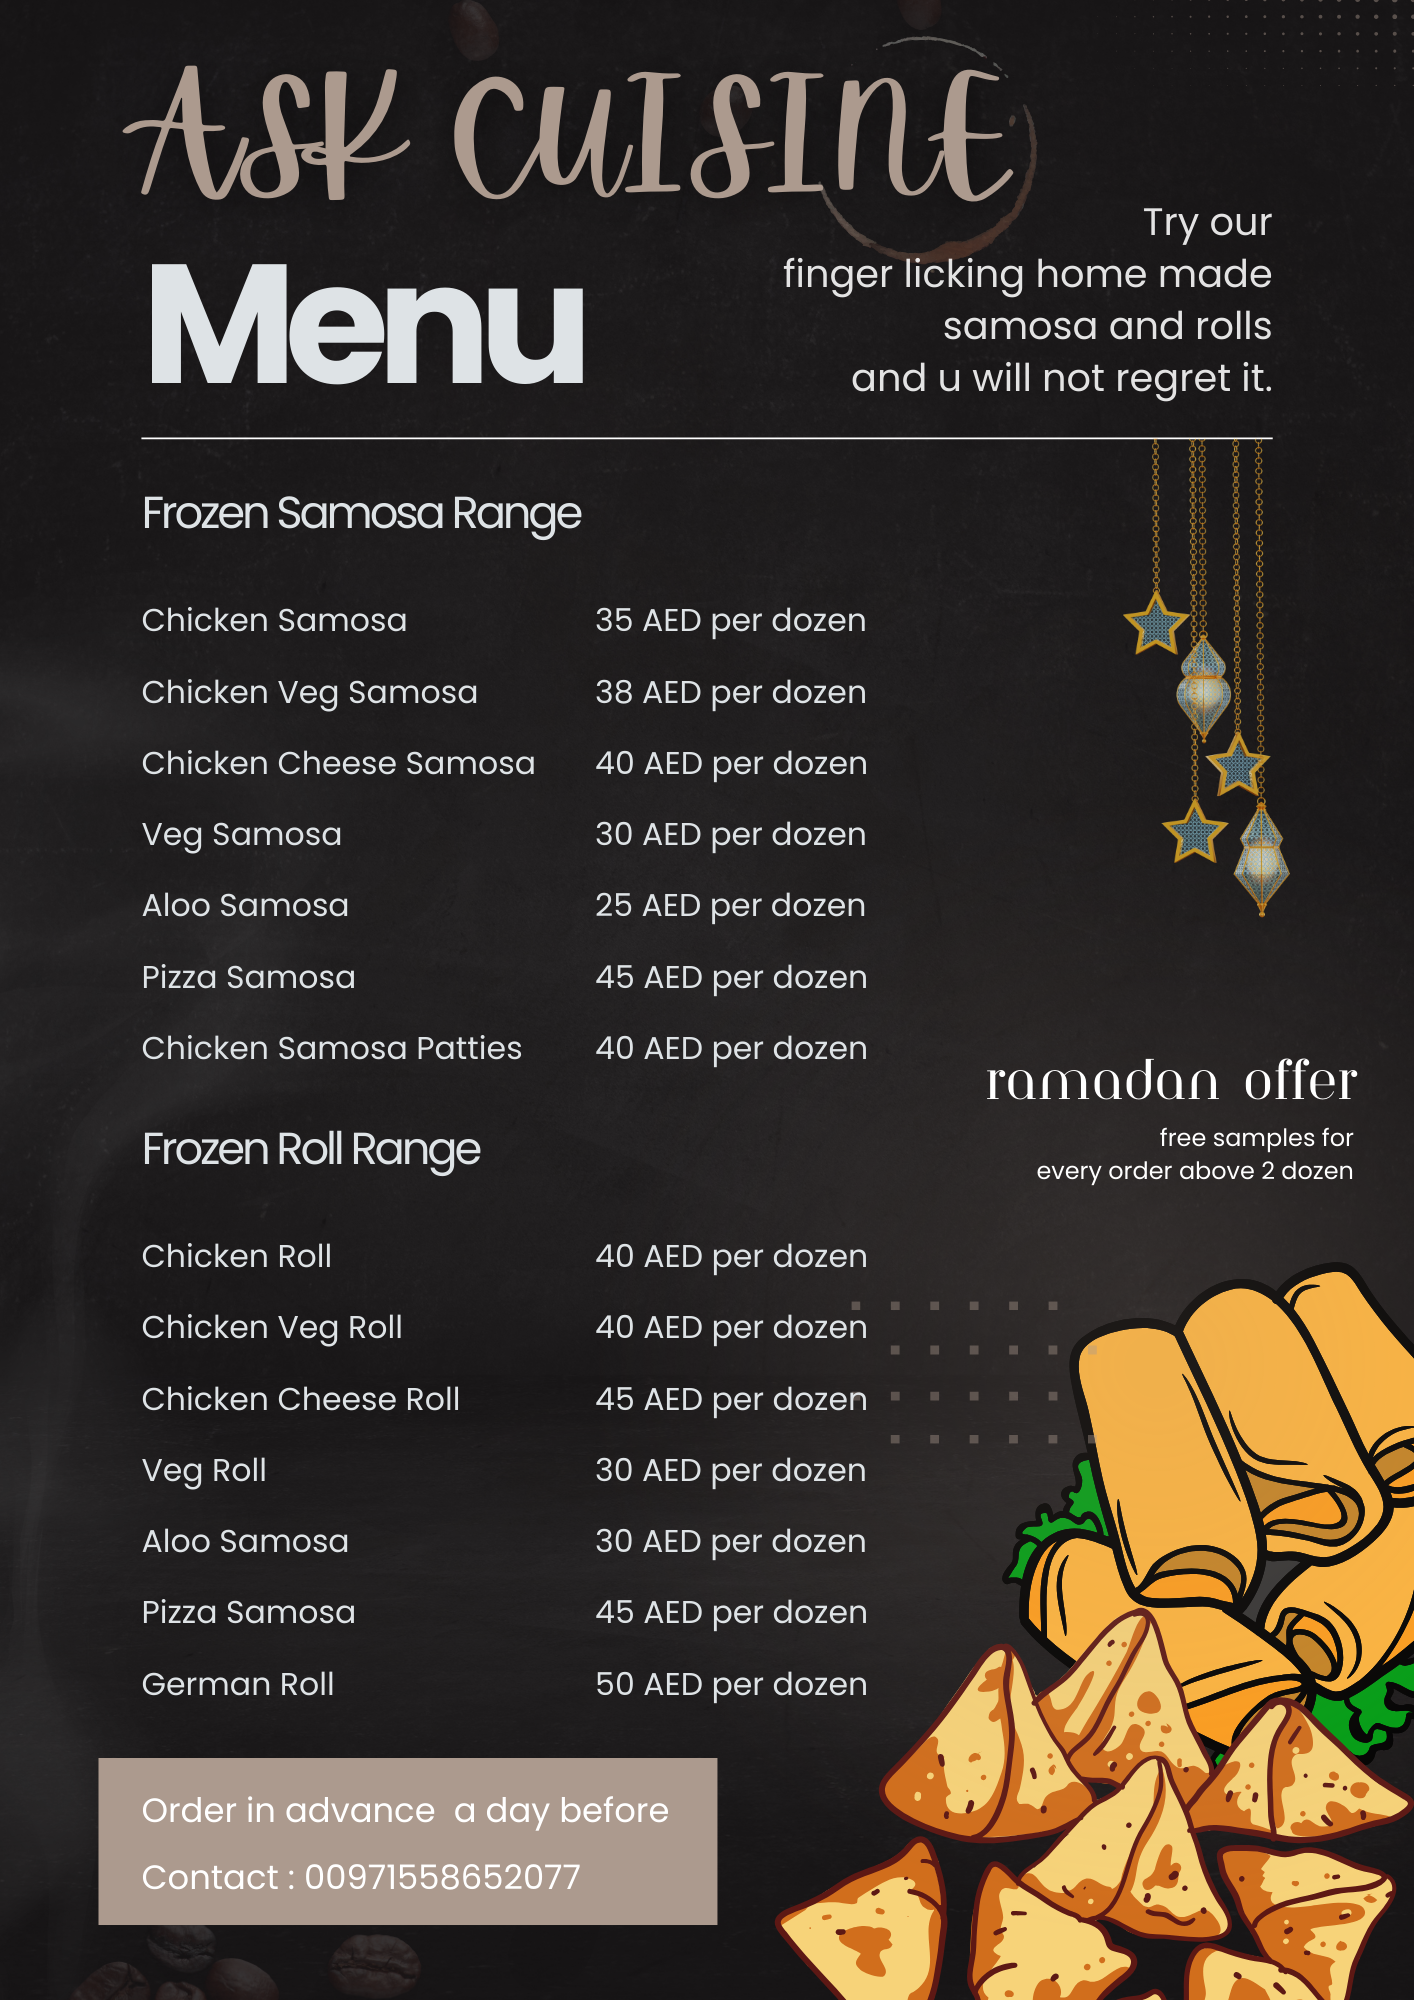 ASK CUISINE
Menu
Try our
finger licking home made
samosa and rolls
and u will not regret it.
Frozen Samosa Range
Chicken Samosa 35 AED per dozen
Chicken Veg Samosa 38 AED per dozen
Chicken Cheese Samosa 40 AED per dozen
Veg Samosa 30 AED per dozen
Aloo Samosa 25 AED per dozen
Pizza Samosa 45 AED per dozen
Chicken Samosa Patties 40 AED per dozen
ramadan offer
free samples for
every order above 2 dozen
Frozen Roll Range
Chicken Roll 40 AED per dozen
Chicken Veg Roll 40 AED per dozen
Chicken Cheese Roll 45 AED per dozen
Veg Roll 30 AED per dozen
Aloo Samosa 30 AED per dozen
Pizza Samosa 45 AED per dozen
German Roll 50 AED per dozen
Order in advance  a day before
Contact : 00971558652077